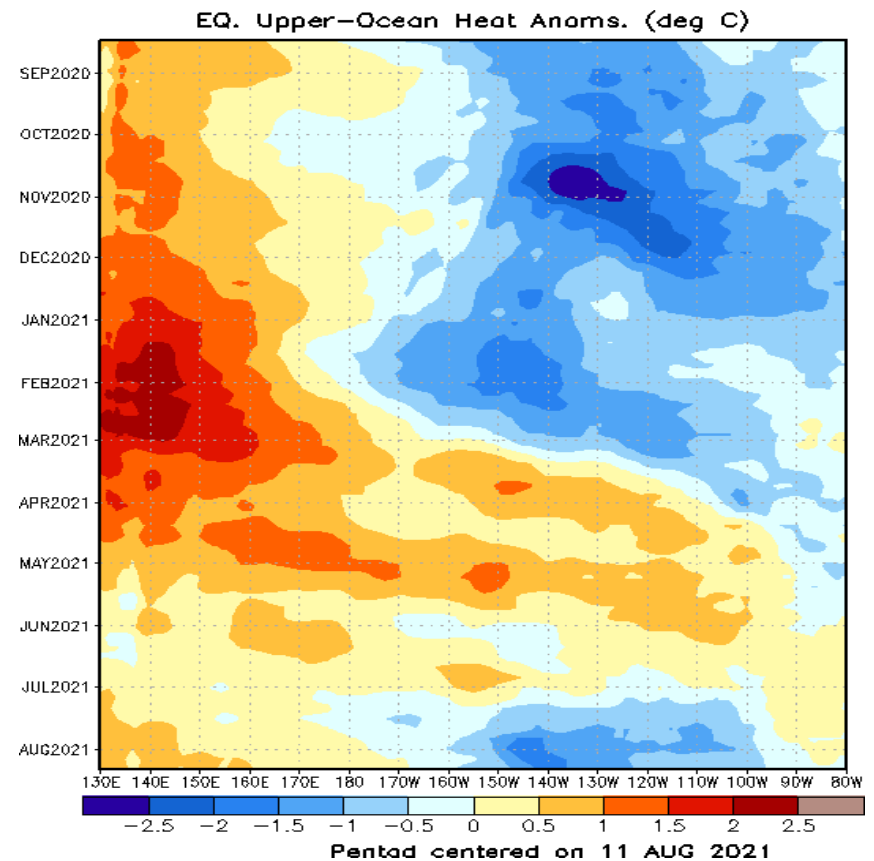 EQ. Upper-Ocean Heat Anoms. (deg C)
SEP2020
OCT2020
NOV2020
DEC2020
JAN2021
FEB2021
MAR2021
APR2021
MAY2021
JUN2021
JUL2021
AUG2021
130E 140E 150E 160E 170E 180 170W 160W 150W 140W 130W 120W 110W 100W 90W 80W
-2.5 -2 -1.5 -1 -0.5 0 0.5 1 1.5 2 2.5
Pentad centered on 11 AUG 2021